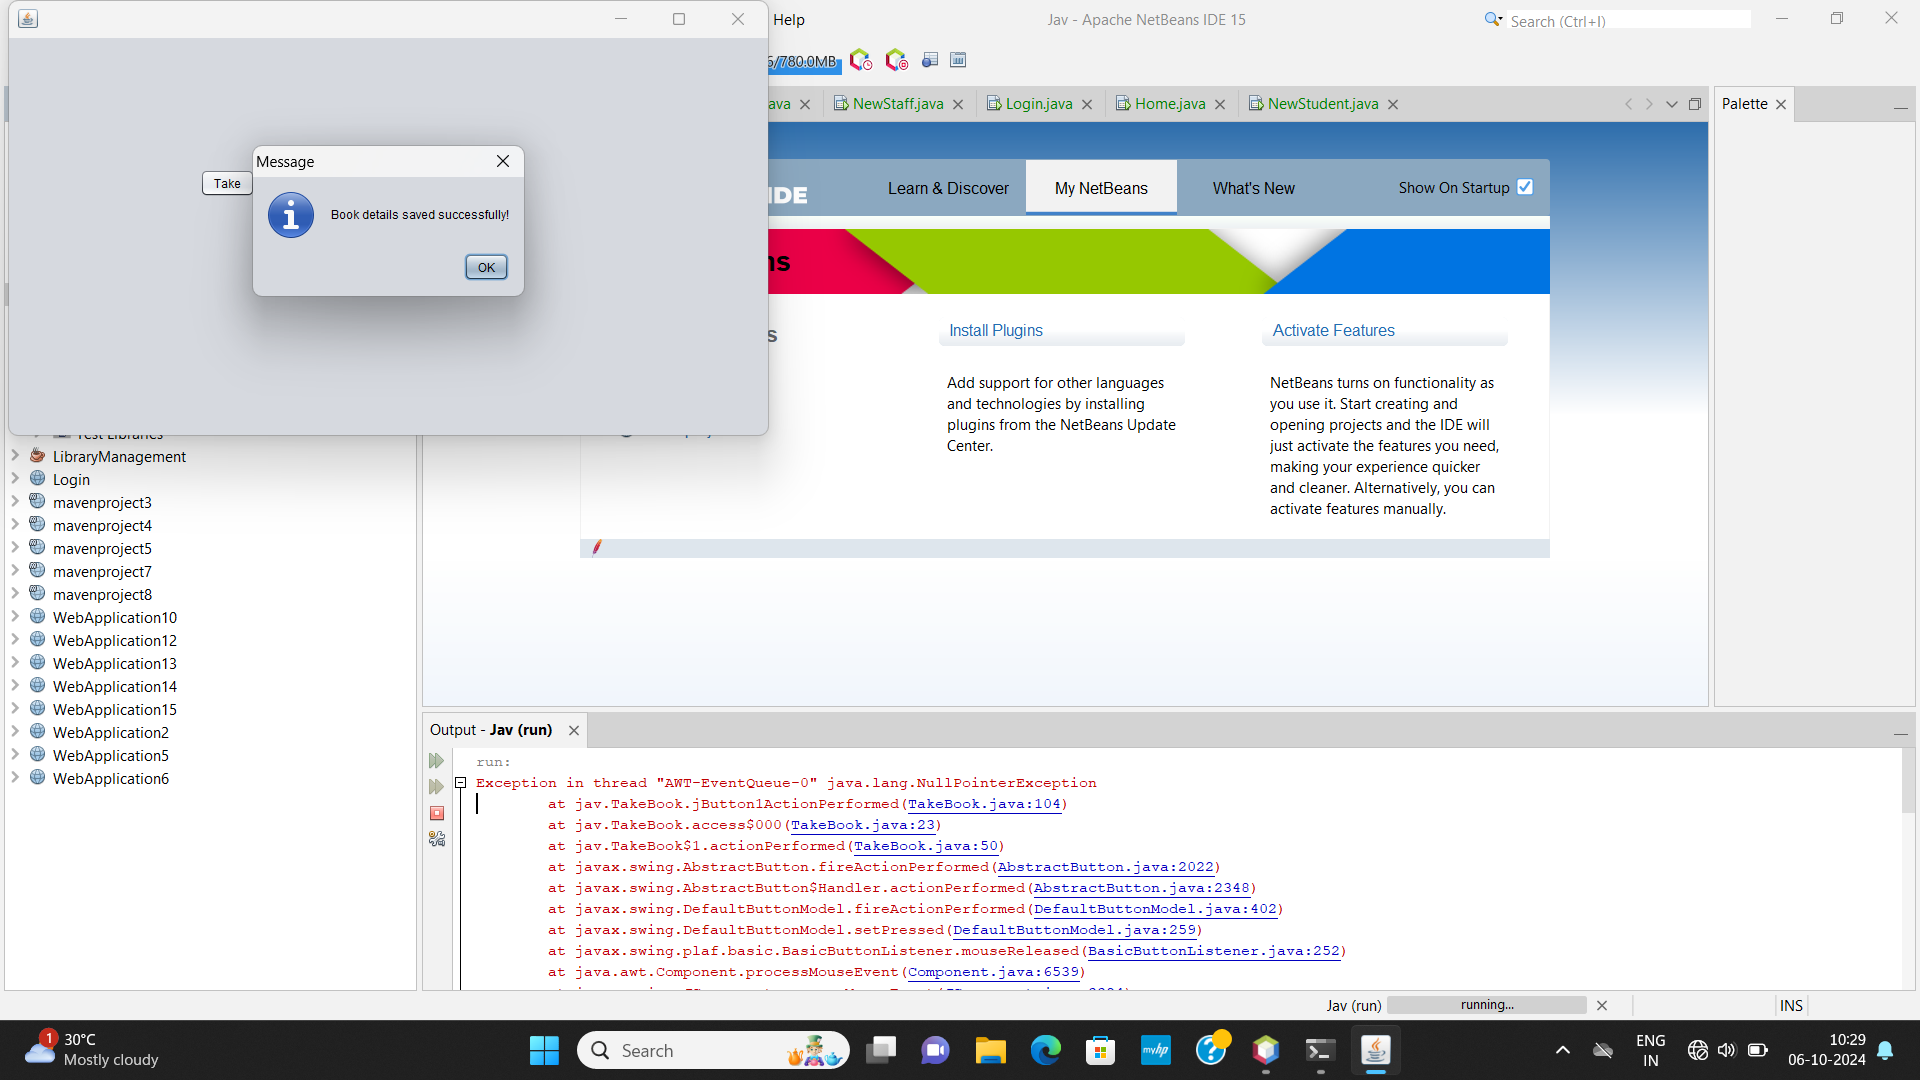 Help
Jav - Apache NetBeans IDE 15
Search (Ctrl+I)
6/780.0MB
ava
NewStaff.java
Login.java
Home.java
NewStudent.java
Palette
Message
Take
Book details saved successfully!
OK
IDE
Learn & Discover
My NetBeans
What's New
Show On Startup
ns
s
Install Plugins
Activate Features
Add support for other languages
and technologies by installing
plugins from the NetBeans Update
Center.
NetBeans turns on functionality as
you use it. Start creating and
opening projects and the IDE will
just activate the features you need,
making your experience quicker
and cleaner. Alternatively, you can
activate features manually.
Test Libraries
LibraryManagement
Login
mavenproject3
mavenproject4
mavenproject5
mavenproject7
mavenproject8
WebApplication10
WebApplication12
WebApplication13
WebApplication14
WebApplication15
WebApplication2
WebApplication5
WebApplication6
Output - Jav (run)
run:
Exception in thread "AWT-EventQueue-0" java.lang.NullPointerException
at jav.TakeBook.jButton1ActionPerformed(TakeBook.java:104)
at jav.TakeBook.access$000(TakeBook.java:23)
at jav.TakeBook$1.actionPerformed(TakeBook.java:50)
at javax.swing.AbstractButton.fireActionPerformed(AbstractButton.java:2022)
at javax.swing.AbstractButton$Handler.actionPerformed(AbstractButton.java:2348)
at javax.swing.DefaultButtonModel.fireActionPerformed(DefaultButtonModel.java:402)
at javax.swing.DefaultButtonModel.setPressed(DefaultButtonModel.java:259)
at javax.swing.plaf.basic.BasicButtonListener.mouseReleased(BasicButtonListener.java:252)
at java.awt.Component.processMouseEvent(Component.java:6539)
Jav (run)
running...
INS
1
30°C
Mostly cloudy
Search
myhp
ENG
IN
10:29
06-10-2024